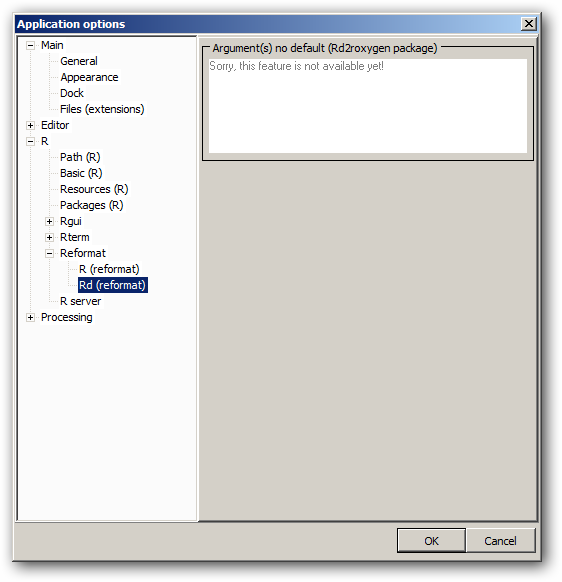 Application options
Main
General
Appearance
Dock
Files (extensions)
Editor
R
Path (R)
Basic (R)
Resources (R)
Packages (R)
Rgui
Rterm
Reformat
R (reformat)
Rd (reformat)
R server
Processing
Argument(s) no default (Rd2roxygen package)
Sorry, this feature is not available yet!
OK
Cancel